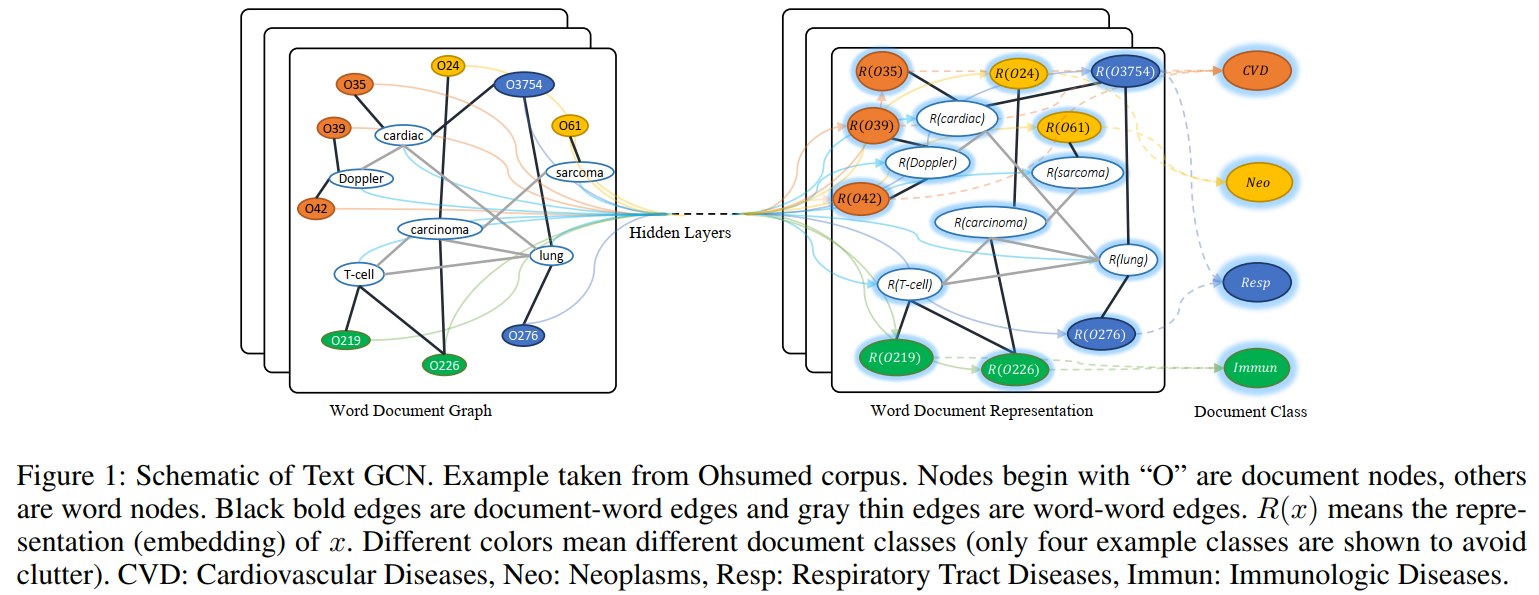 O24
O35
O3754
O39
cardiac
O61
Doppler
sarcoma
O42
carcinoma
lung
T-cell
O219
O276
O226
Word Document Graph
Hidden Layers
R(O35)
R(O24)
R(O3754)
R(O39)
R(cardiac)
R(O61)
R(Doppler)
R(sarcoma)
R(O42)
R(carcinoma)
R(lung)
R(T-cell)
R(O276)
R(O219)
R(O226)
Word Document Representation
CVD
Neo
Resp
Immun
Document Class
Figure 1: Schematic of Text GCN. Example taken from Ohsumed corpus. Nodes begin with “O” are document nodes, others
are word nodes. Black bold edges are document-word edges and gray thin edges are word-word edges. R(x) means the repre-
sentation (embedding) of x. Different colors mean different document classes (only four example classes are shown to avoid
clutter). CVD: Cardiovascular Diseases, Neo: Neoplasms, Resp: Respiratory Tract Diseases, Immun: Immunologic Diseases.